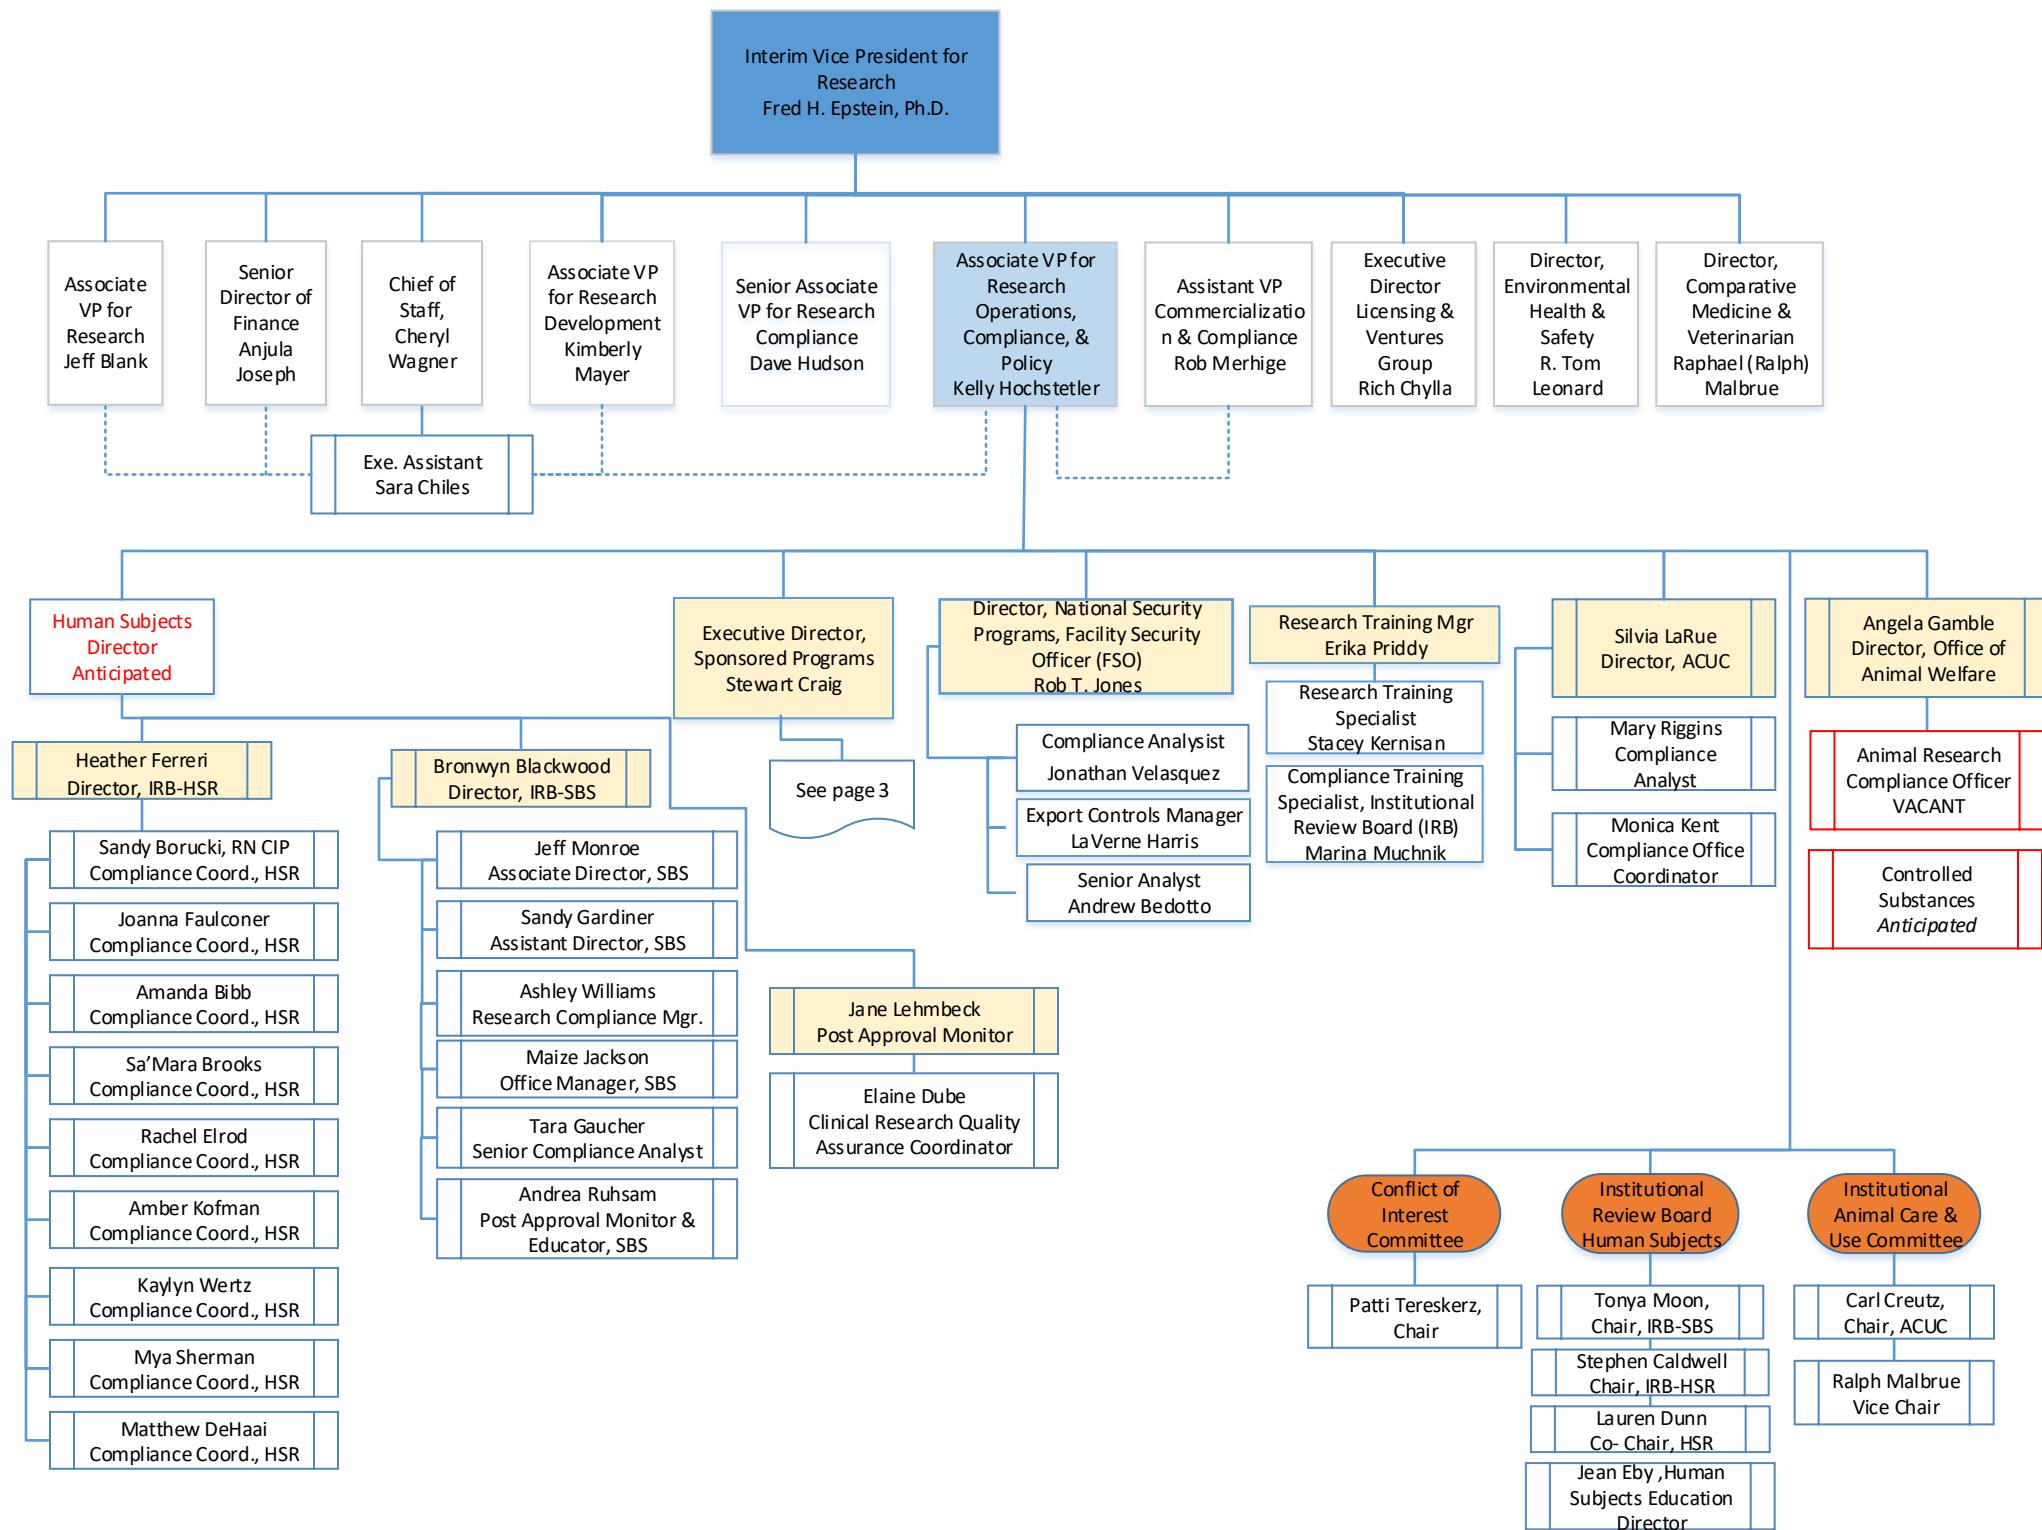 Interim Vice President for
Research
Fred H. Epstein, Ph.D.
Associate
VP for
Research
Jeff Blank
Senior
Director of
Finance
Anjula
Joseph
Chief of
Staff,
Cheryl
Wagner
Associate VP
for Research
Development
Kimberly
Mayer
Senior Associate
VP for Research
Compliance
Dave Hudson
Associate VP for
Research
Operations,
Compliance, &
Policy
Kelly Hochstetler
Assistant VP
Commercializatio
n & Compliance
Rob Merhige
Executive
Director
Licensing &
Ventures
Group
Rich Chylla
Director,
Environmental
Health &
Safety
R. Tom
Leonard
Director,
Comparative
Medicine &
Veterinarian
Raphael (Ralph)
Malbrue
Exe. Assistant
Sara Chiles
Human Subjects
Director
Anticipated
Executive Director,
Sponsored Programs
Stewart Craig
Director, National Security
Programs, Facility Security
Officer (FSO)
Rob T. Jones
Research Training Mgr
Erika Priddy
Silvia LaRue
Director, ACUC
Angela Gamble
Director, Office of
Animal Welfare
Heather Ferreri
Director, IRB-HSR
Sandy Borucki, RN CIP
Compliance Coord., HSR
Joanna Faulconer
Compliance Coord., HSR
Amanda Bibb
Compliance Coord., HSR
Sa’Mara Brooks
Compliance Coord., HSR
Rachel Elrod
Compliance Coord., HSR
Amber Kofman
Compliance Coord., HSR
Kaylyn Wertz
Compliance Coord., HSR
Mya Sherman
Compliance Coord., HSR
Matthew DeHaai
Compliance Coord., HSR
Bronwyn Blackwood
Director, IRB-SBS
Jeff Monroe
Associate Director, SBS
Sandy Gardiner
Assistant Director, SBS
Ashley Williams
Research Compliance Mgr.
Maize Jackson
Office Manager, SBS
Tara Gaucher
Senior Compliance Analyst
Andrea Ruhsam
Post Approval Monitor &
Educator, SBS
See page 3
Jane Lehmbeck
Post Approval Monitor
Elaine Dube
Clinical Research Quality
Assurance Coordinator
Compliance Analysist
Jonathan Velasquez
Export Controls Manager
LaVerne Harris
Senior Analyst
Andrew Bedotto
Research Training
Specialist
Stacey Kernisan
Compliance Training
Specialist, Institutional
Review Board (IRB)
Marina Muchnik
Mary Riggins
Compliance
Analyst
Monica Kent
Compliance Office
Coordinator
Animal Research
Compliance Officer
VACANT
Controlled
Substances
Anticipated
Conflict of
Interest
Committee
Patti Tereskerz,
Chair
Institutional
Review Board
Human Subjects
Tonya Moon,
Chair, IRB-SBS
Stephen Caldwell
Chair, IRB-HSR
Lauren Dunn
Co- Chair, HSR
Jean Eby ,Human
Subjects Education
Director
Institutional
Animal Care &
Use Committee
Carl Creutz,
Chair, ACUC
Ralph Malbrue
Vice Chair